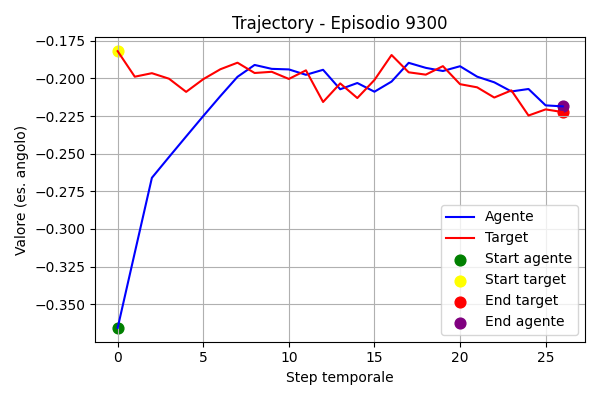 Trajectory - Episodio 9300
Valore (es. angolo)
−0.175
−0.200
−0.225
−0.250
−0.275
−0.300
−0.325
−0.350
Agente
Target
Start agente
Start target
End target
End agente
0 5 10 15 20 25
Step temporale